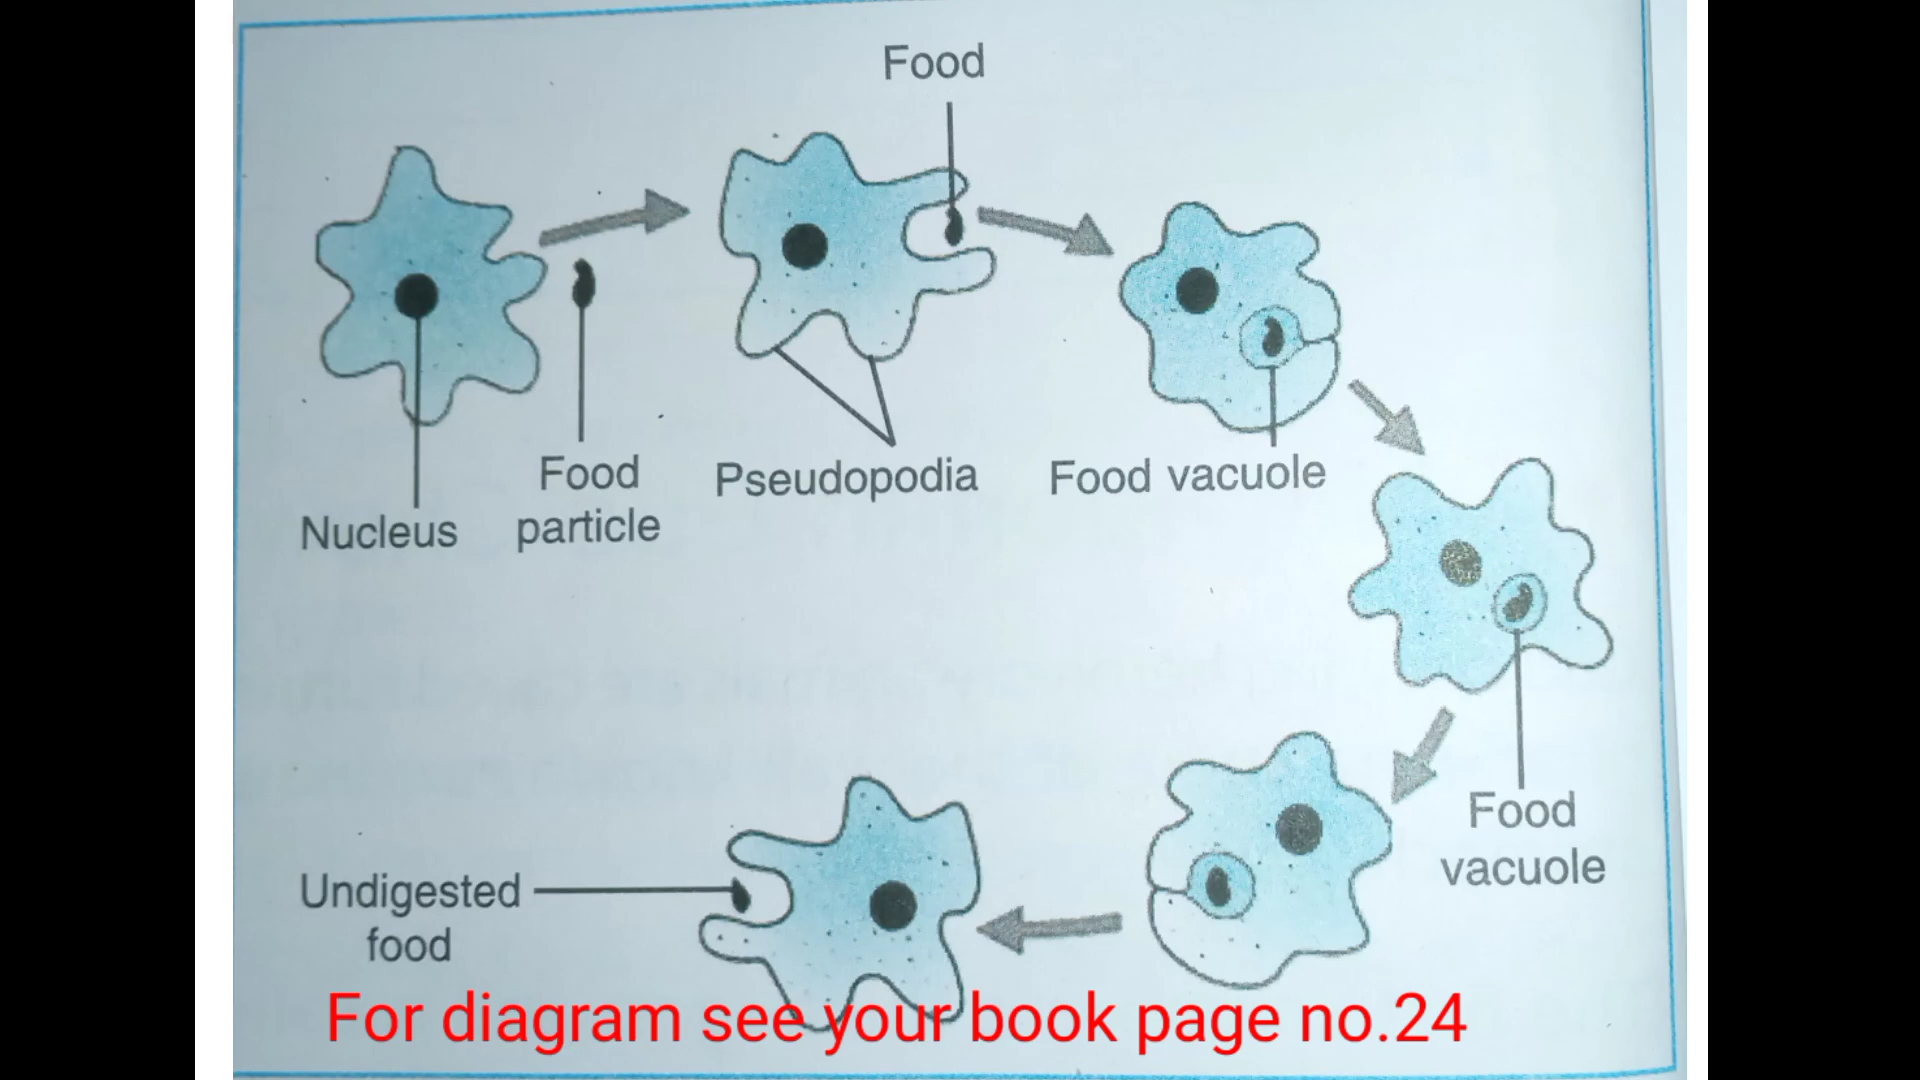 Food
Food
particle
Nucleus
Pseudopodia
Food vacuole
Food
vacuole
Undigested
food
For diagram see your book page no.24